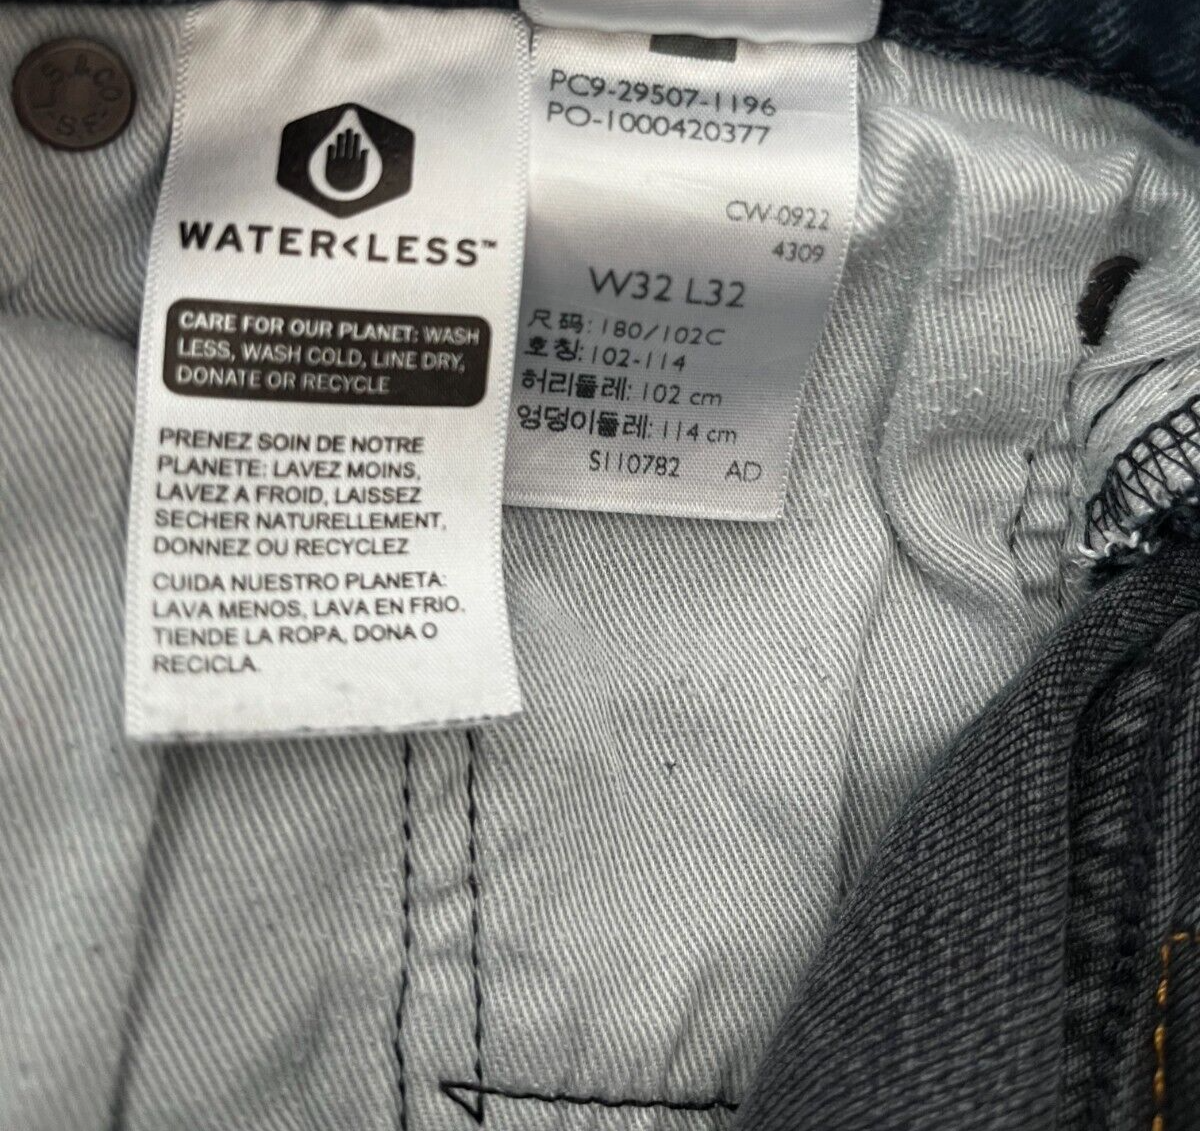 L.S.&CO.
-S.F.-
WATER<LESS™
CARE FOR OUR PLANET: WASH
LESS, WASH COLD, LINE DRY,
DONATE OR RECYCLE
PRENEZ SOIN DE NOTRE
PLANETE: LAVEZ MOINS,
LAVEZ A FROID, LAISSEZ
SECHER NATURELLEMENT,
DONNEZ OU RECYCLEZ
CUIDA NUESTRO PLANETA:
LAVA MENOS, LAVA EN FRIO.
TIENDE LA ROPA, DONA O
RECICLA.
PC9-29507-1196
PO-1000420377
CW-0922
4309
W32 L32
尺码: 180/102C
호칭: 102-114
허리둘레: 102 cm
엉덩이둘레: 114 cm
S110782 AD